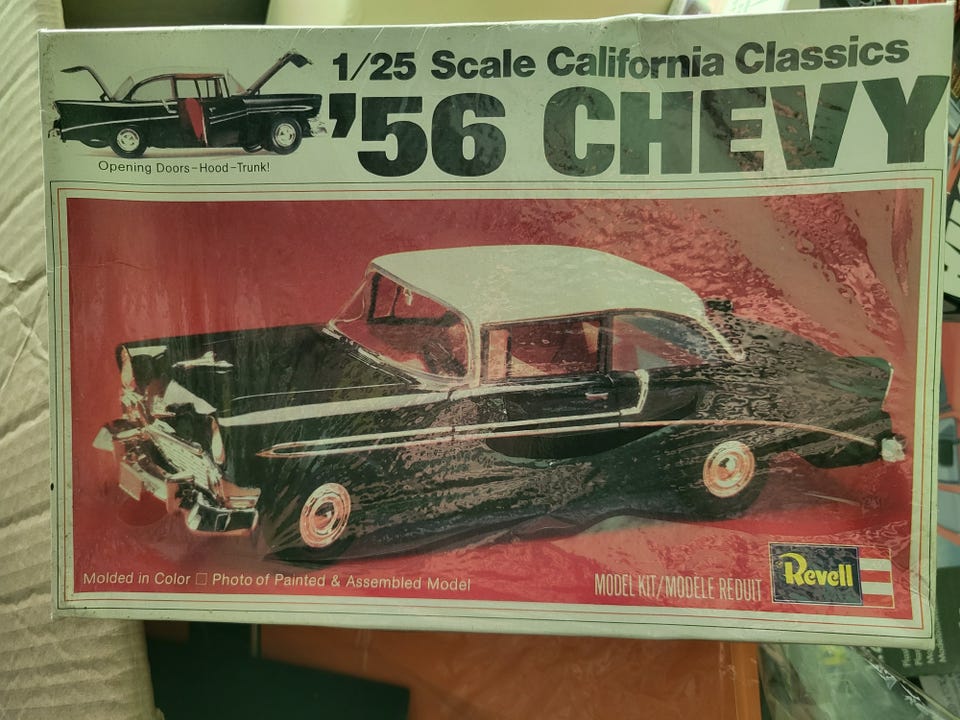 1/25 Scale California Classics
'56 CHEVY
Opening Doors–Hood–Trunk!
Molded in Color □ Photo of Painted & Assembled Model
MODEL KIT/MODÈLE REDUIT
Revell